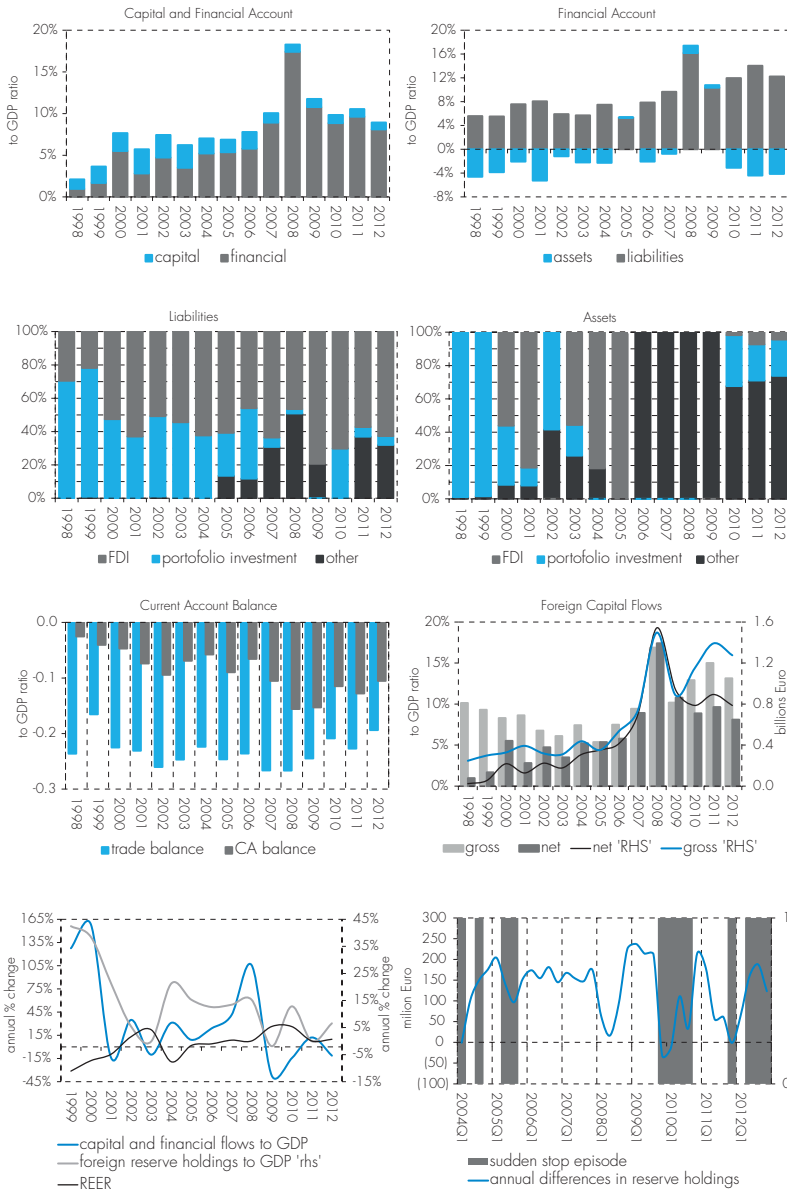 Capital and Financial Account
to GDP ratio
20%
15%
10%
5%
0%
1998 1999 2000 2001 2002 2003 2004 2005 2006 2007 2008 2009 2010 2011 2012
capital financial
Financial Account
to GDP ratio
20%
16%
12%
8%
4%
0%
-4%
-8%
1998 1999 2000 2001 2002 2003 2004 2005 2006 2007 2008 2009 2010 2011 2012
assets liabilities
Liabilities
100%
80%
60%
40%
20%
0%
1998 1999 2000 2001 2002 2003 2004 2005 2006 2007 2008 2009 2010 2011 2012
FDI portofolio investment other
Assets
100%
80%
60%
40%
20%
0%
1998 1999 2000 2001 2002 2003 2004 2005 2006 2007 2008 2009 2010 2011 2012
FDI portofolio investment other
Current Account Balance
to GDP ratio
0.0
-0.1
-0.2
-0.3
1998 1999 2000 2001 2002 2003 2004 2005 2006 2007 2008 2009 2010 2011 2012
trade balance CA balance
Foreign Capital Flows
to GDP ratio
20%
15%
10%
5%
0%
1.6
1.2
0.8
0.4
0.0
billions Euro
1998 1999 2000 2001 2002 2003 2004 2005 2006 2007 2008 2009 2010 2011 2012
gross net net 'RHS' gross 'RHS'
annual % change
165%
135%
105%
75%
45%
15%
-15%
-45%
45%
35%
25%
15%
5%
-5%
-15%
annual % change
1999 2000 2001 2002 2003 2004 2005 2006 2007 2008 2009 2010 2011 2012
capital and financial flows to GDP
foreign reserve holdings to GDP 'rhs'
REER
milion Euro
300
250
200
150
100
50
0
(50)
(100)
1
0
2004Q1 2005Q1 2006Q1 2007Q1 2008Q1 2009Q1 2010Q1 2011Q1 2012Q1
sudden stop episode
annual differences in reserve holdings